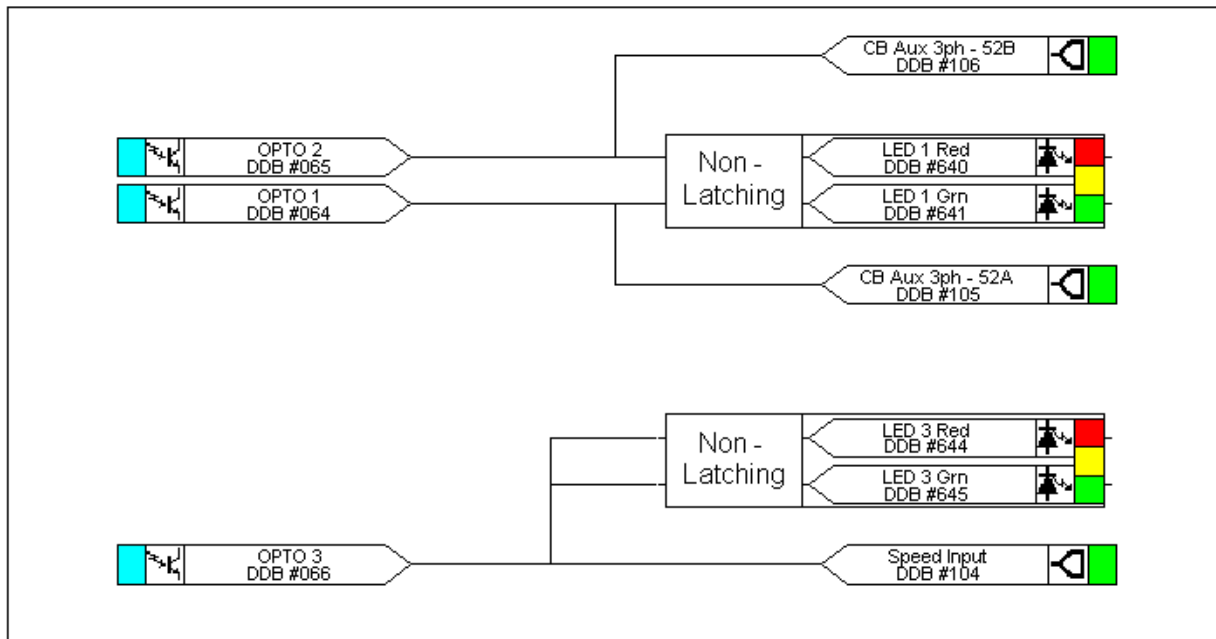 CB Aux 3ph - 52B
DDB #106
OPTO 2
DDB #065
OPTO 1
DDB #064
Non -
Latching
LED 1 Red
DDB #640
LED 1 Grn
DDB #641
CB Aux 3ph - 52A
DDB #105
Non -
Latching
LED 3 Red
DDB #644
LED 3 Grn
DDB #645
OPTO 3
DDB #066
Speed Input
DDB #104